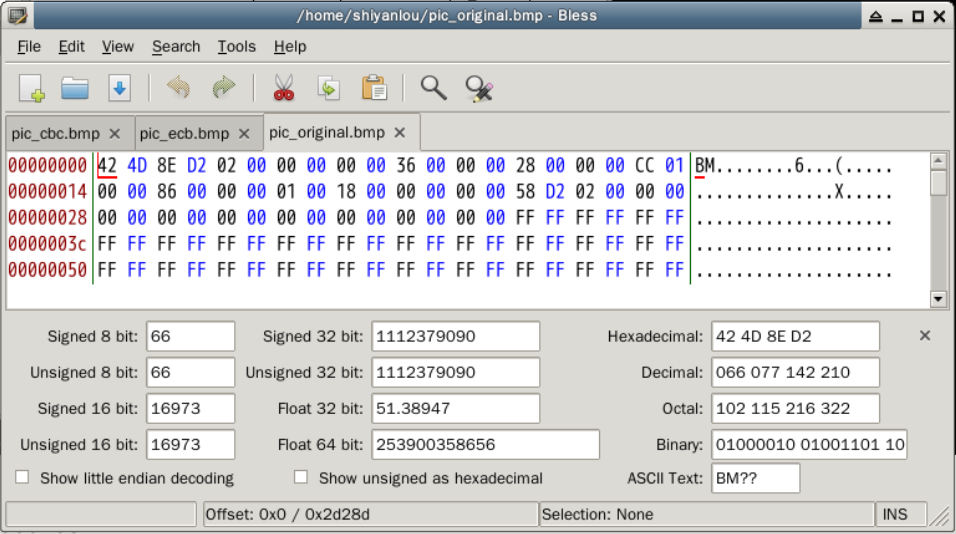 /home/shiyanlou/pic_original.bmp - Bless
File Edit View Search Tools Help
pic_cbc.bmp pic_ecb.bmp pic_original.bmp
00000000 42 4D 8E D2 02 00 00 00 00 00 36 00 00 00 28 00 00 00 CC 01 BM........6...(.....
00000014 00 00 86 00 00 00 01 00 18 00 00 00 00 00 58 D2 02 00 00 00 ..............X.....
00000028 00 00 00 00 00 00 00 00 00 00 00 00 00 00 FF FF FF FF FF FF ....................
0000003c FF FF FF FF FF FF FF FF FF FF FF FF FF FF FF FF FF FF FF FF ....................
00000050 FF FF FF FF FF FF FF FF FF FF FF FF FF FF FF FF FF FF FF FF ....................
Signed 8 bit: 66 Signed 32 bit: 1112379090 Hexadecimal: 42 4D 8E D2
Unsigned 8 bit: 66 Unsigned 32 bit: 1112379090 Decimal: 066 077 142 210
Signed 16 bit: 16973 Float 32 bit: 51.38947 Octal: 102 115 216 322
Unsigned 16 bit: 16973 Float 64 bit: 253900358656 Binary: 01000010 01001101 10
Show little endian decoding Show unsigned as hexadecimal ASCII Text: BM??
Offset: 0x0 / 0x2d28d Selection: None INS